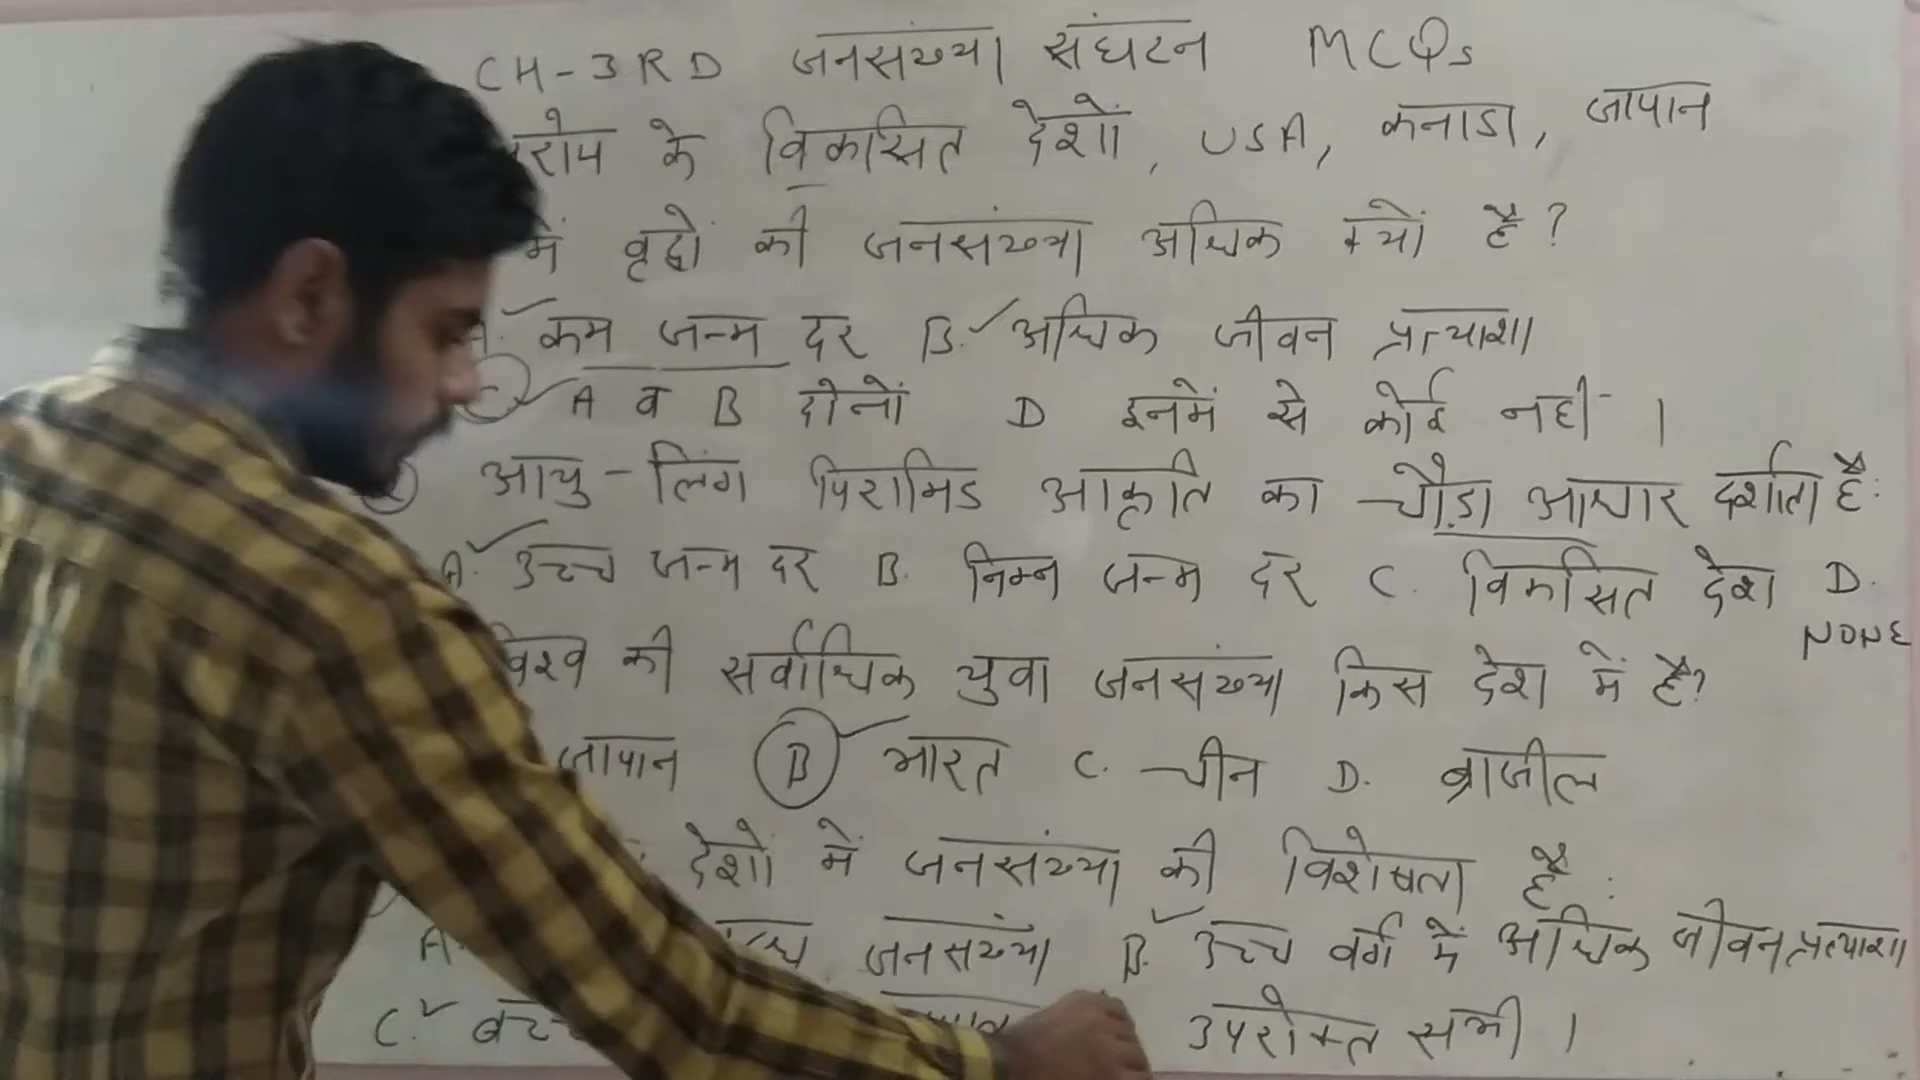 CH-3RD जनसंख्या संघटन MCQs
के विकसित देशों, USA, कनाडा, जापान
में वृद्धों की जनसंख्या अधिक क्यों है?
A. कम जन्म दर B. अधिक जीवन प्रत्याशा
C. A व B दोनों D इनमें से कोई नहीं।
आयु-लिंग पिरामिड आकृति का चौड़ा आधार दर्शाता है:
A. उच्च जन्म दर B. निम्न जन्म दर C. विकसित देश D.
NONE
विश्व की सर्वाधिक युवा जनसंख्या किस देश में है?
जापान B भारत C. चीन D. ब्राजील
देशों में जनसंख्या की विशेषता है:
A. जनसंख्या B. उच्च वर्ग में अधिक जीवन प्रत्याशा
C. उपरोक्त सभी।